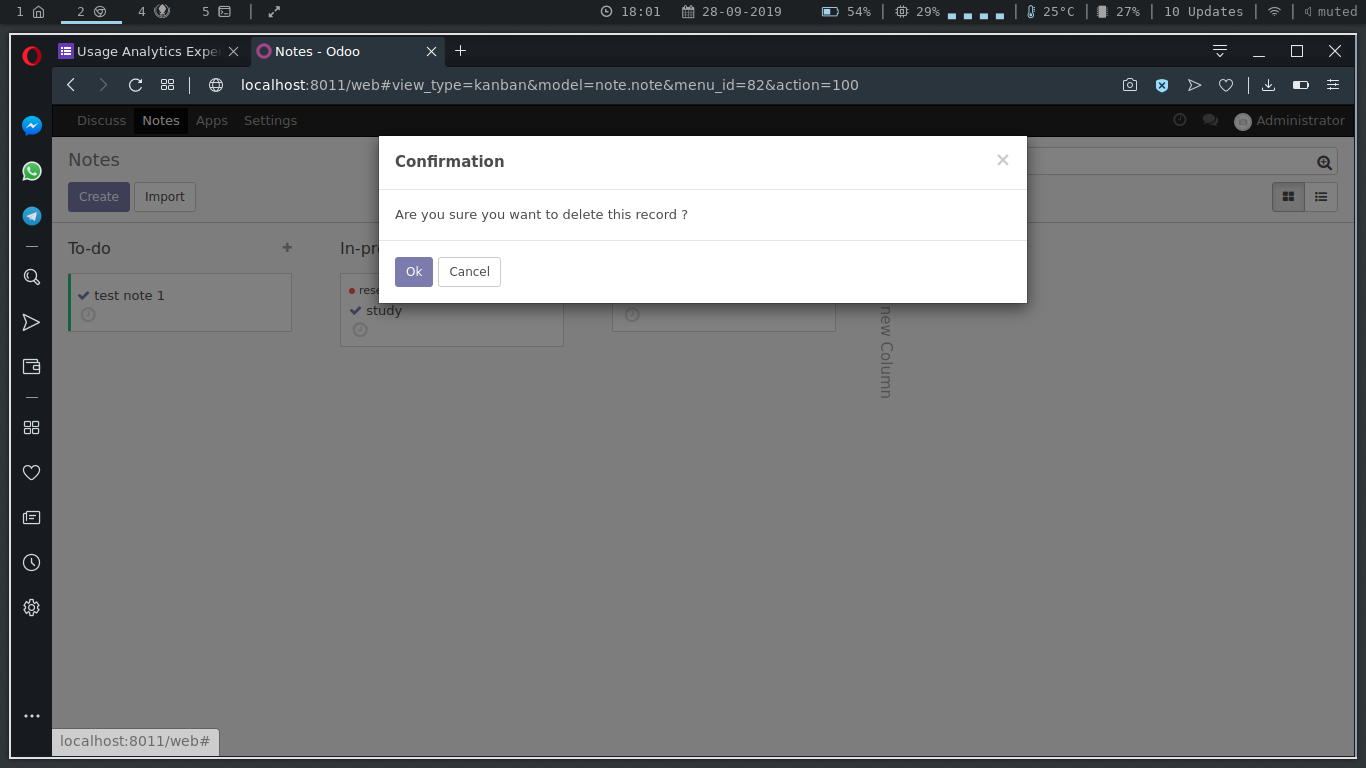 1 2 4 5 18:01 28-09-2019 54% 29% 25°C 27% 10 Updates muted
Usage Analytics Expe Notes - Odoo
localhost:8011/web#view_type=kanban&model=note.note&menu_id=82&action=100
Discuss Notes Apps Settings Administrator
Notes
Create Import
Confirmation ×
Are you sure you want to delete this record ?
Ok Cancel
To-do +
test note 1
In-pr
rese
study
new Column
localhost:8011/web#